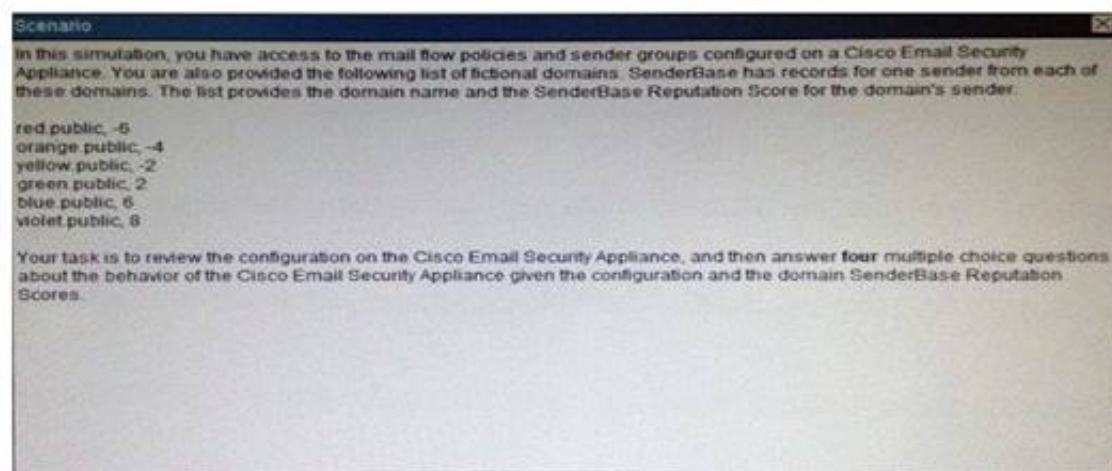 Scenario
In this simulation, you have access to the mail flow policies and sender groups configured on a Cisco Email Security
Appliance. You are also provided the following list of fictional domains. SenderBase has records for one sender from each of
these domains. The list provides the domain name and the SenderBase Reputation Score for the domain's sender.
red.public, -6
orange.public, -4
yellow.public, -2
green.public, 2
blue.public, 6
violet.public, 8
Your task is to review the configuration on the Cisco Email Security Appliance, and then answer four multiple choice questions
about the behavior of the Cisco Email Security Appliance given the configuration and the domain SenderBase Reputation
Scores.